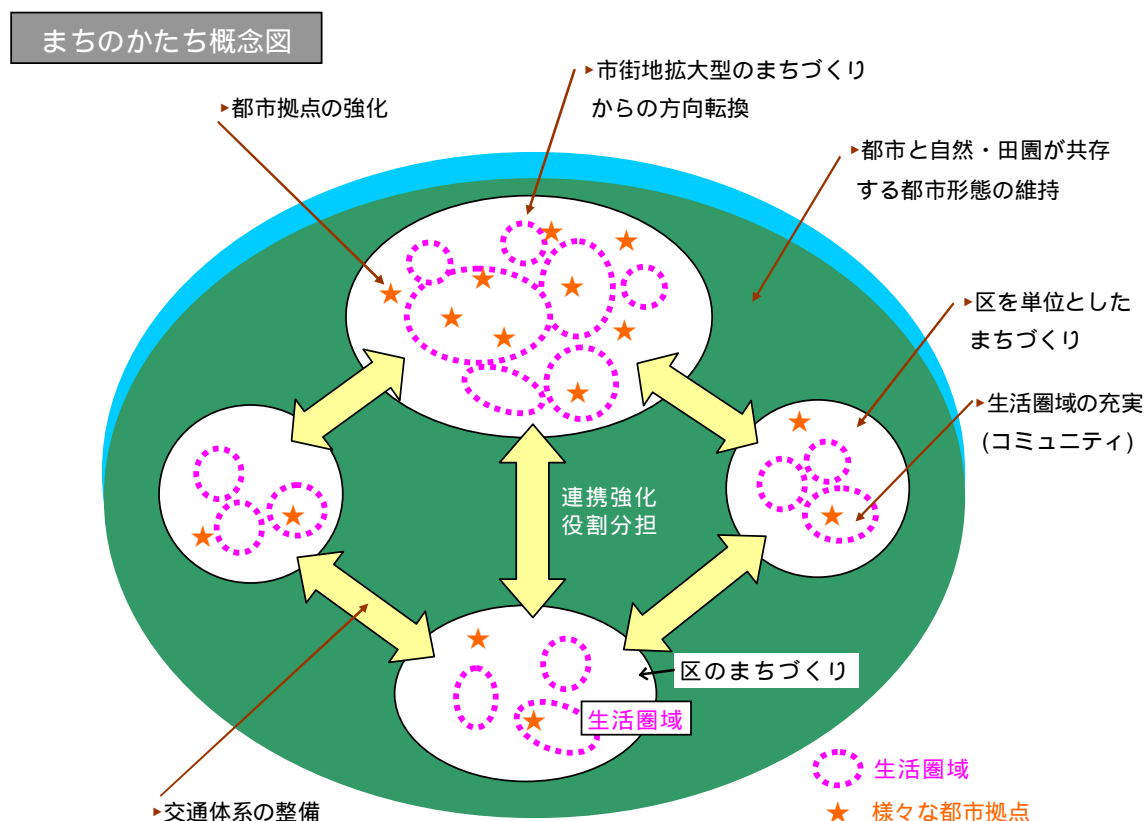 まちのかたち概念図
▸市街地拡大型のまちづくり
からの方向転換
▸都市拠点の強化
▸都市と自然・田園が共存
する都市形態の維持
▸区を単位とした
まちづくり
▸生活圏域の充実
(コミュニティ)
連携強化
役割分担
区のまちづくり
生活圏域
生活圏域
▸交通体系の整備
様々な都市拠点